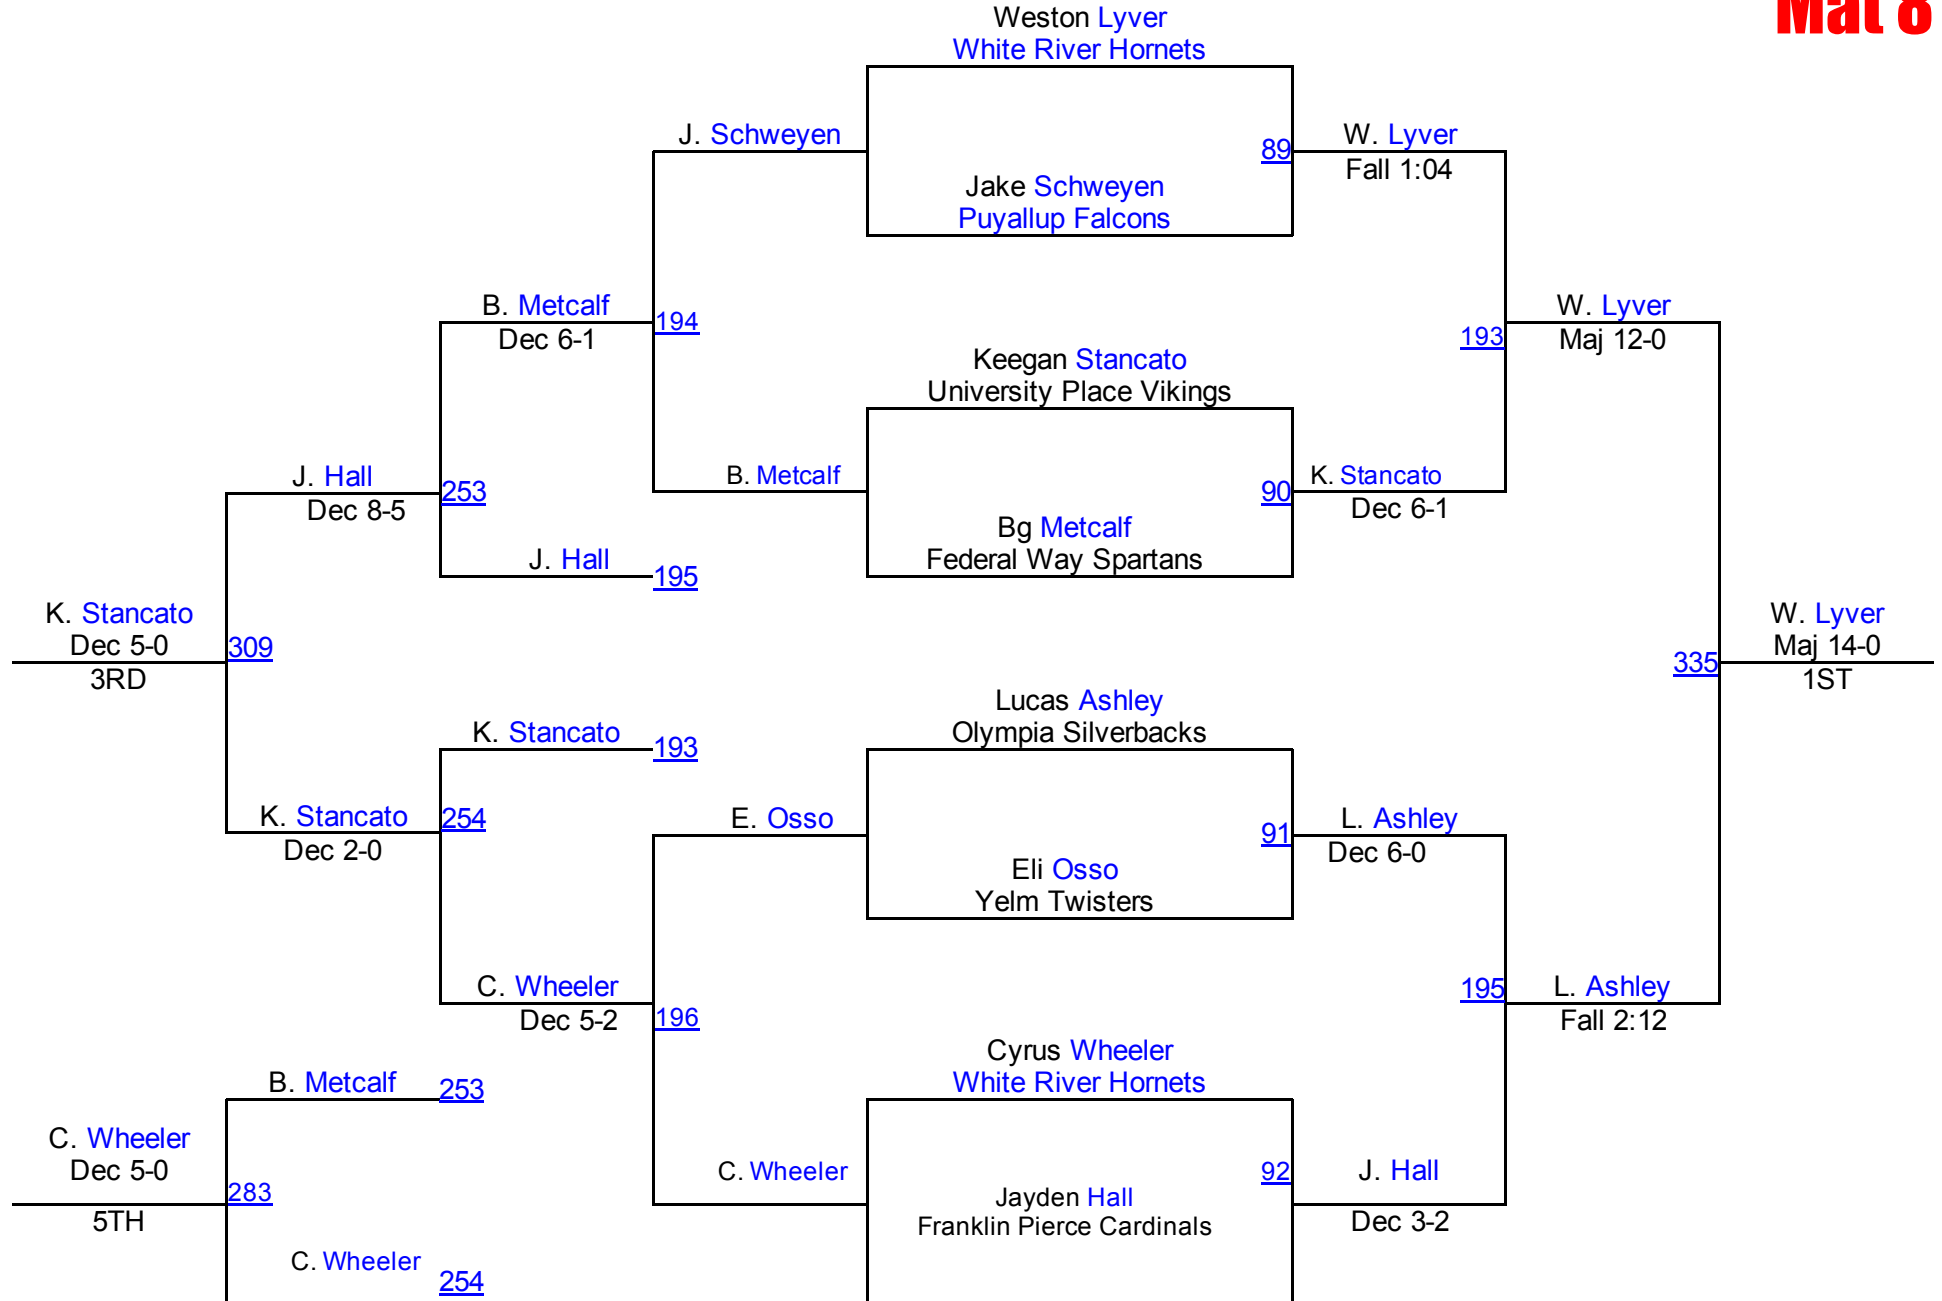 Mat 8
Weston Lyver
White River Hornets
J. Schweyen
89
W. Lyver
Fall 1:04
Jake Schweyen
Puyallup Falcons
B. Metcalf
Dec 6-1
194
193
W. Lyver
Maj 12-0
Keegan Stancato
University Place Vikings
J. Hall
Dec 8-5
253
B. Metcalf
90
K. Stancato
Dec 6-1
Bg Metcalf
Federal Way Spartans
J. Hall
195
K. Stancato
Dec 5-0
3RD
309
335
W. Lyver
Maj 14-0
1ST
Lucas Ashley
Olympia Silverbacks
K. Stancato
193
K. Stancato
Dec 2-0
254
E. Osso
91
L. Ashley
Dec 6-0
Eli Osso
Yelm Twisters
C. Wheeler
Dec 5-2
196
195
L. Ashley
Fall 2:12
Cyrus Wheeler
White River Hornets
B. Metcalf
253
C. Wheeler
Dec 5-0
5TH
283
C. Wheeler
92
J. Hall
Dec 3-2
Jayden Hall
Franklin Pierce Cardinals
C. Wheeler
254